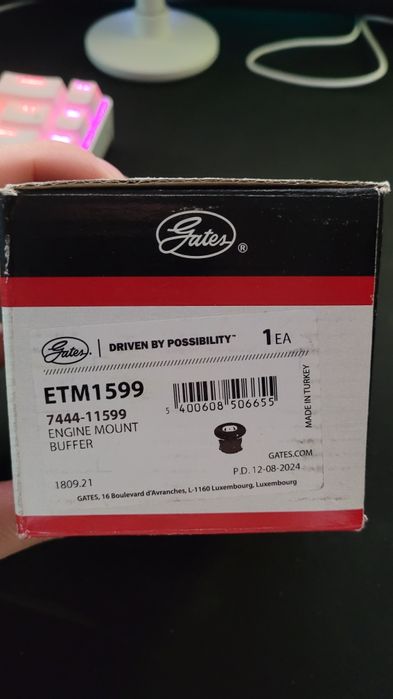 Gates®
Gates. | DRIVEN BY POSSIBILITY™ 1 EA
ETM1599
7444-11599
ENGINE MOUNT
BUFFER
5 400608 506655
MADE IN TURKEY
GATES.COM
P.D. 12-08-2024
1809.21
GATES, 16 Boulevard d'Avranches, L-1160 Luxembourg, Luxembourg